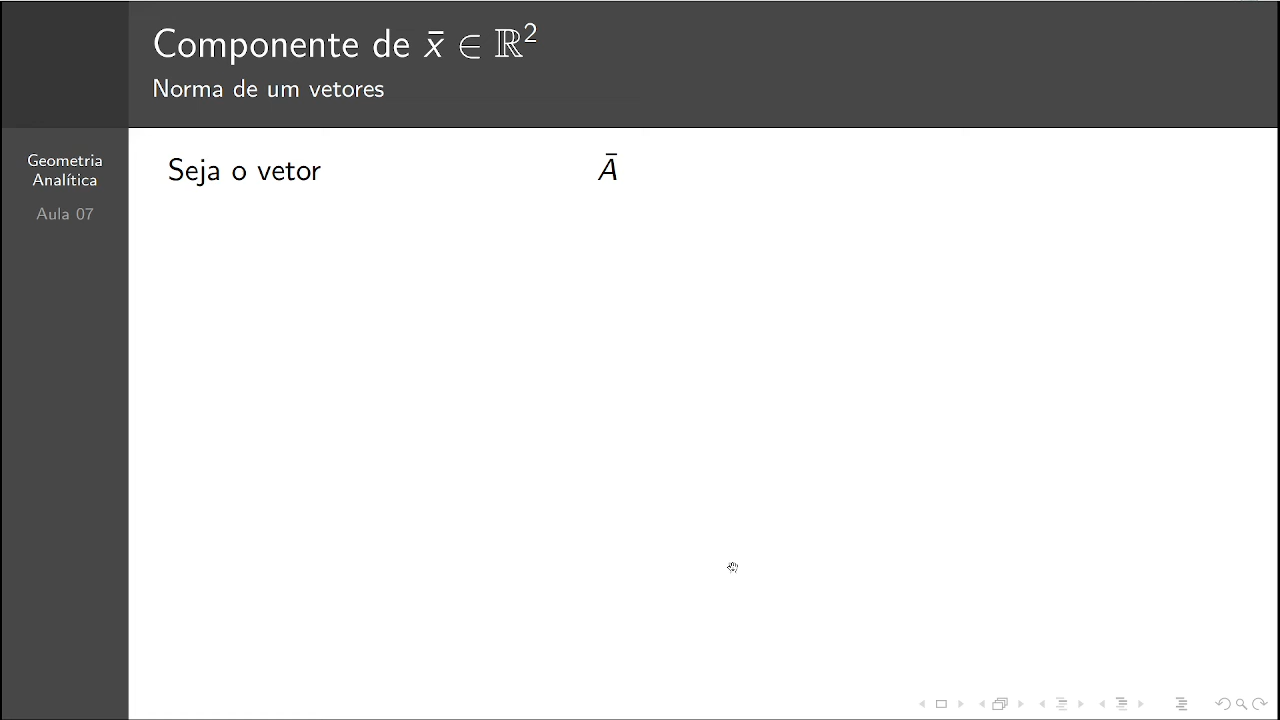 Componente de x̄ ∈ ℝ²
Norma de um vetores
Geometria
Analítica
Aula 07
Seja o vetor Ā